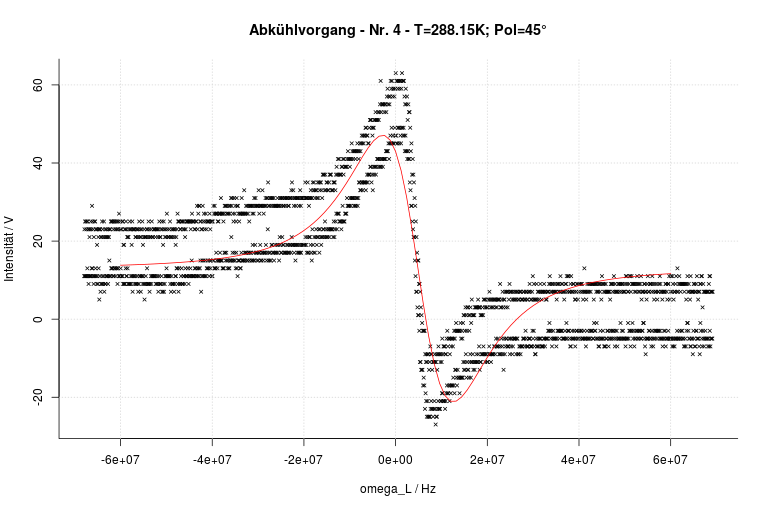 Abkühlvorgang - Nr. 4 - T=288.15K; Pol=45°
Intensität / V
60
40
20
0
-20
-6e+07 -4e+07 -2e+07 0e+00 2e+07 4e+07 6e+07
omega_L / Hz